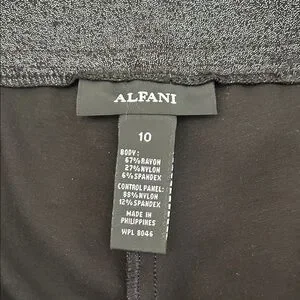 ALFANI
10
BODY:
67%RAYON
27%NYLON
6%SPANDEX
CONTROL PANEL:
88%NYLON
12%SPANDEX
MADE IN
PHILIPPINES
WPL 8046